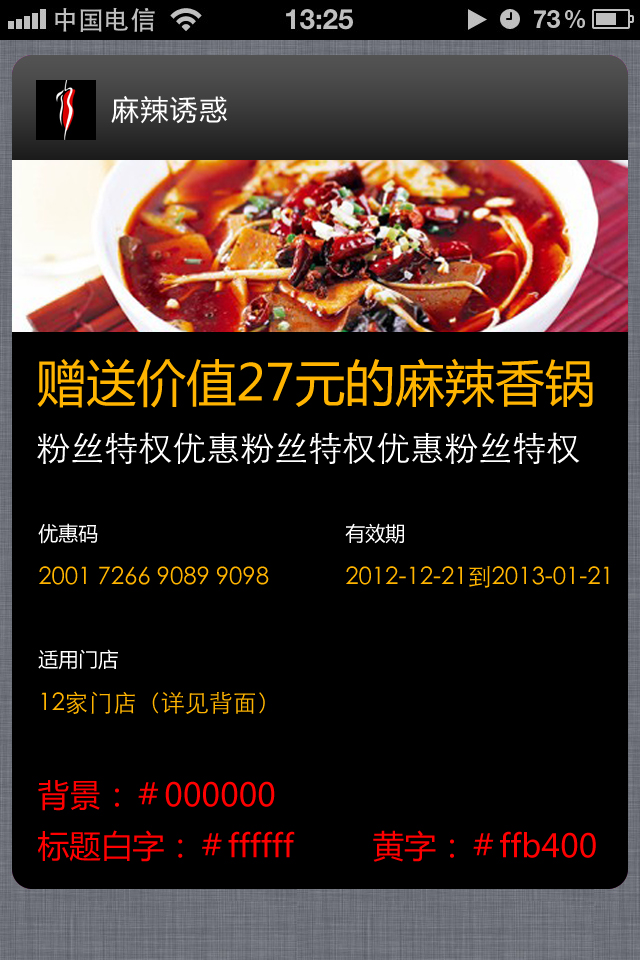 中国电信 13:25 73%
麻辣诱惑
赠送价值27元的麻辣香锅
粉丝特权优惠粉丝特权优惠粉丝特权
优惠码 有效期
2001 7266 9089 9098 2012-12-21到2013-01-21
适用门店
12家门店（详见背面）
背景：#000000
标题白字：#ffffff 黄字：#ffb400